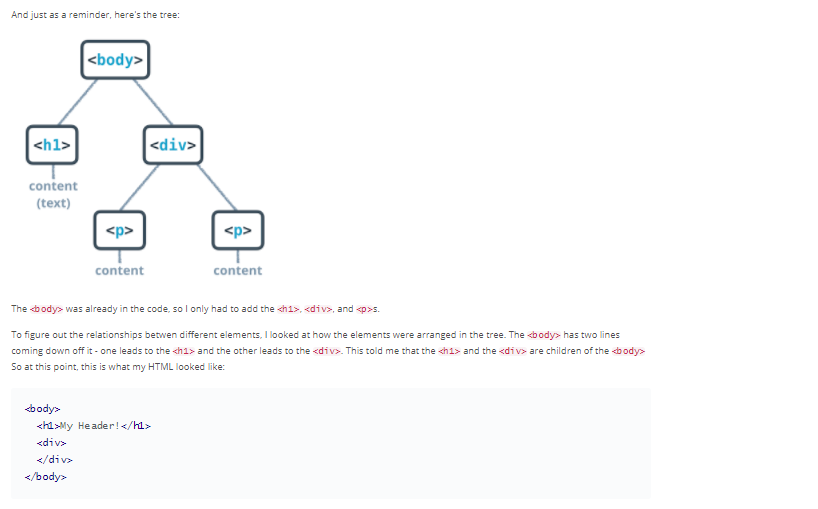 And just as a reminder, here's the tree:
<body>
<h1>
<div>
content
(text)
<p>
<p>
content
content
The <body> was already in the code, so I only had to add the <h1>, <div>, and <p>s.
To figure out the relationships betwen different elements, I looked at how the elements were arranged in the tree. The <body> has two lines
coming down off it - one leads to the <h1> and the other leads to the <div>. This told me that the <h1> and the <div> are children of the <body>
So at this point, this is what my HTML looked like:
<body>
<h1>My Header!</h1>
<div>
</div>
</body>